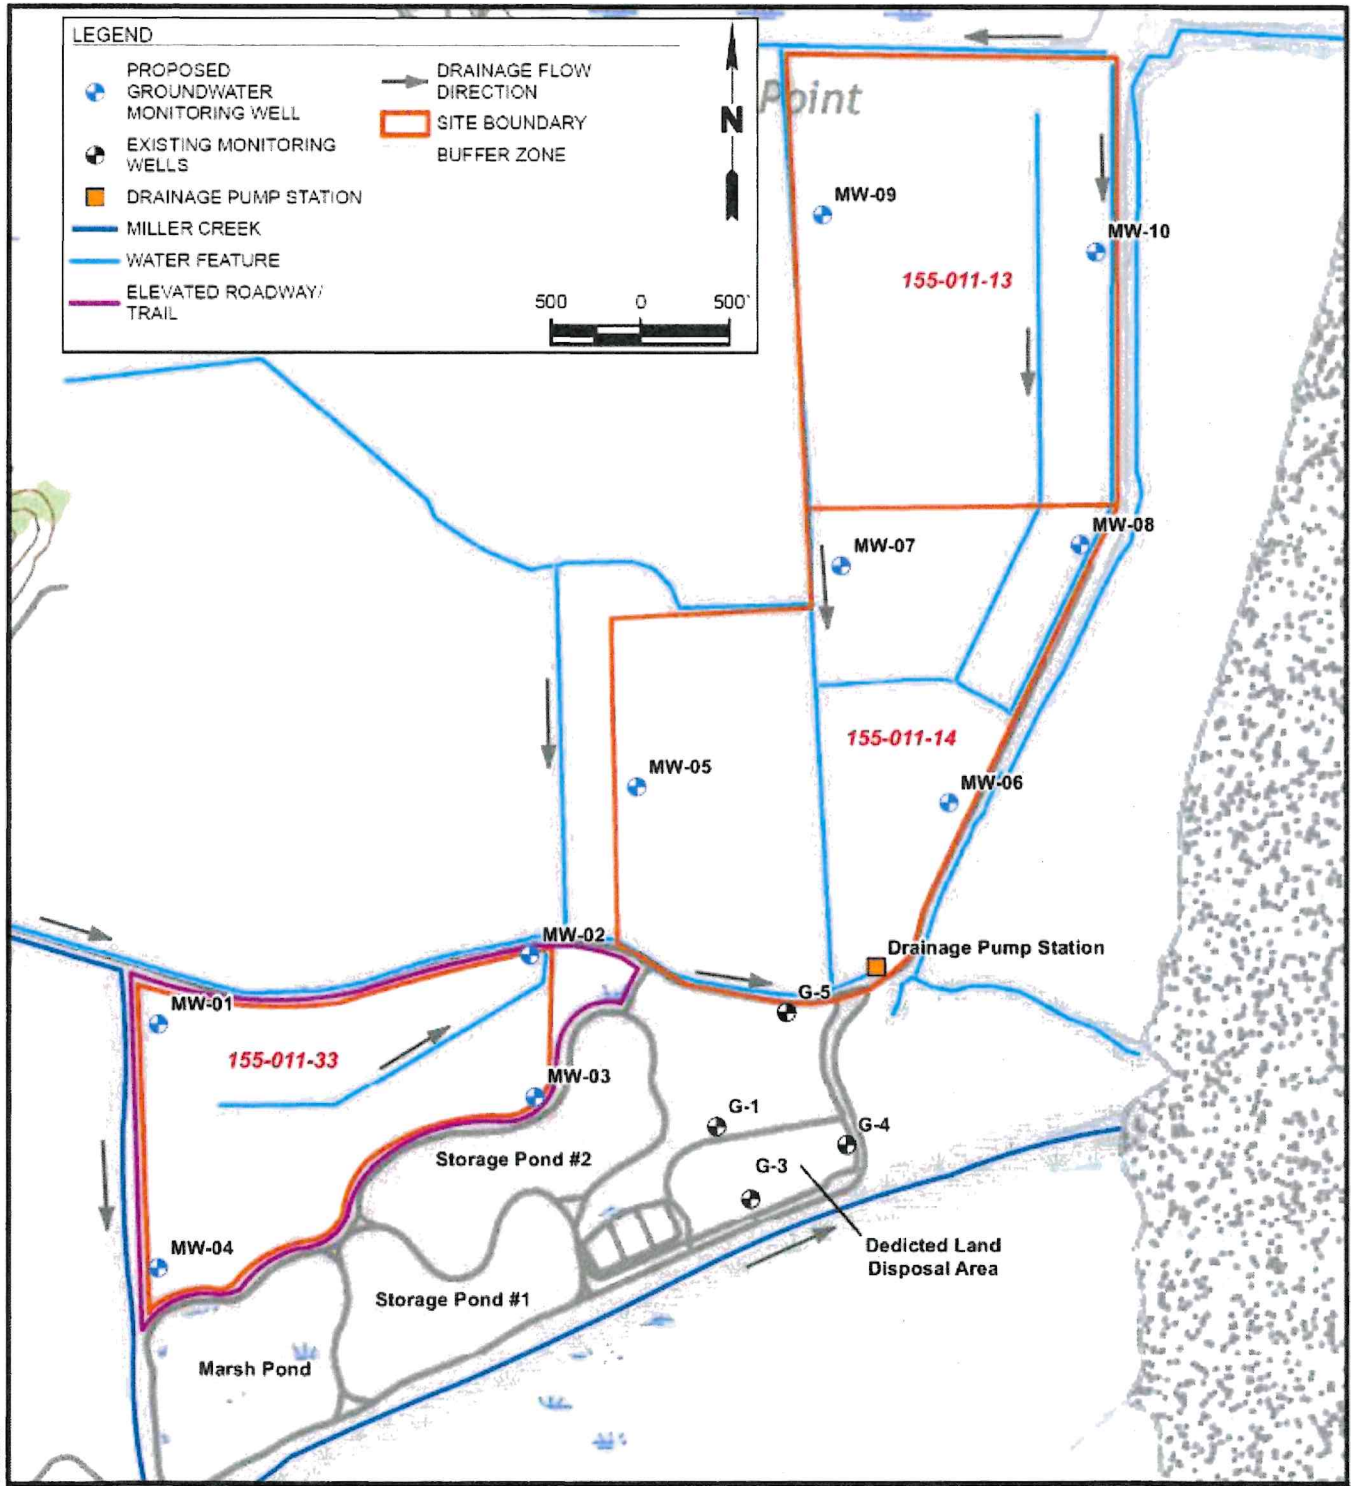 LEGEND
PROPOSED
GROUNDWATER
MONITORING WELL
EXISTING MONITORING
WELLS
DRAINAGE PUMP STATION
MILLER CREEK
WATER FEATURE
ELEVATED ROADWAY/
TRAIL
DRAINAGE FLOW
DIRECTION
SITE BOUNDARY
BUFFER ZONE
N
500 0 500'
Point
MW-09
MW-10
155-011-13
MW-08
MW-07
155-011-14
MW-05
MW-06
MW-02
Drainage Pump Station
G-5
MW-01
155-011-33
MW-03
G-1
G-4
Storage Pond #2
G-3
MW-04
Dedicted Land
Disposal Area
Storage Pond #1
Marsh Pond